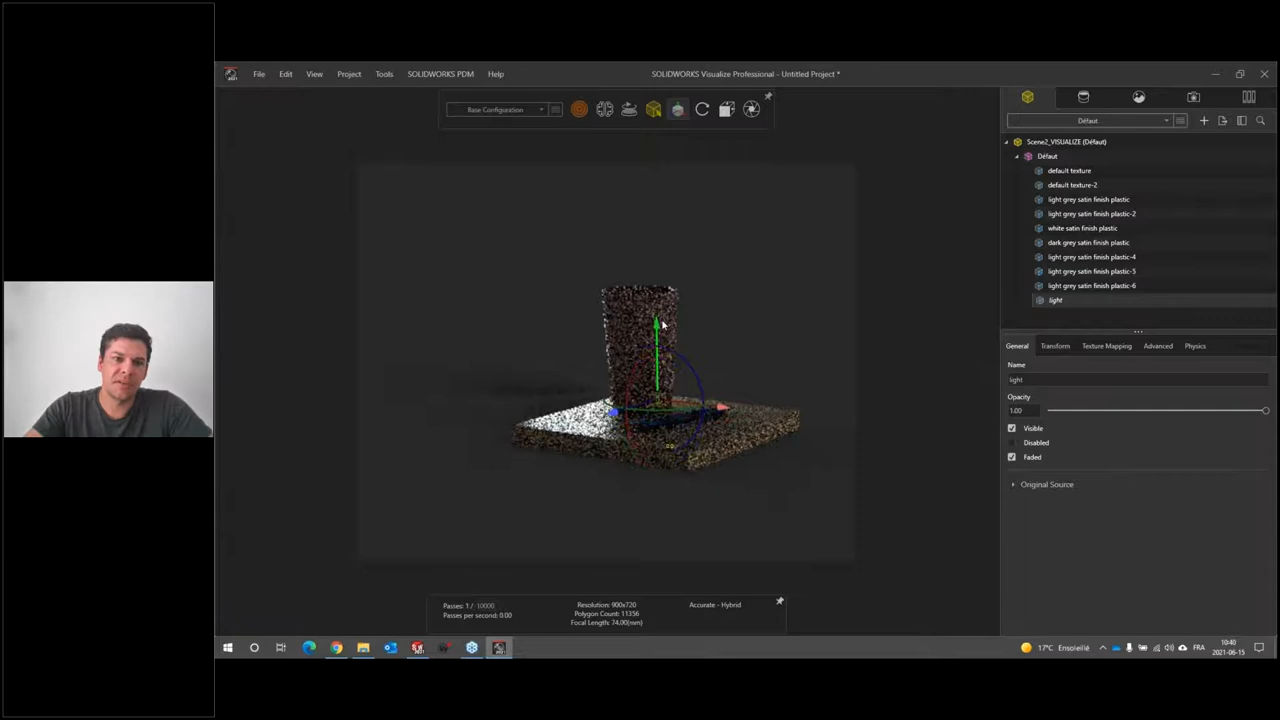 File Edit View Project Tools SOLIDWORKS PDM Help
SOLIDWORKS Visualize Professional - Untitled Project *
Base Configuration
Défaut
Scene2_VISUALIZE (Défaut)
Défaut
default texture
default texture-2
light grey satin finish plastic
light grey satin finish plastic-2
white satin finish plastic
dark grey satin finish plastic
light grey satin finish plastic-4
light grey satin finish plastic-5
light grey satin finish plastic-6
light
General Transform Texture Mapping Advanced Physics
Name
light
Opacity
1.00
Visible
Disabled
Faded
Original Source
Passes: 1 / 10000
Passes per second: 0.00
Resolution: 900x720
Polygon Count: 11356
Focal Length: 74.00(mm)
Accurate - Hybrid
17°C Ensoleillé
FRA
10:40
2021-06-15